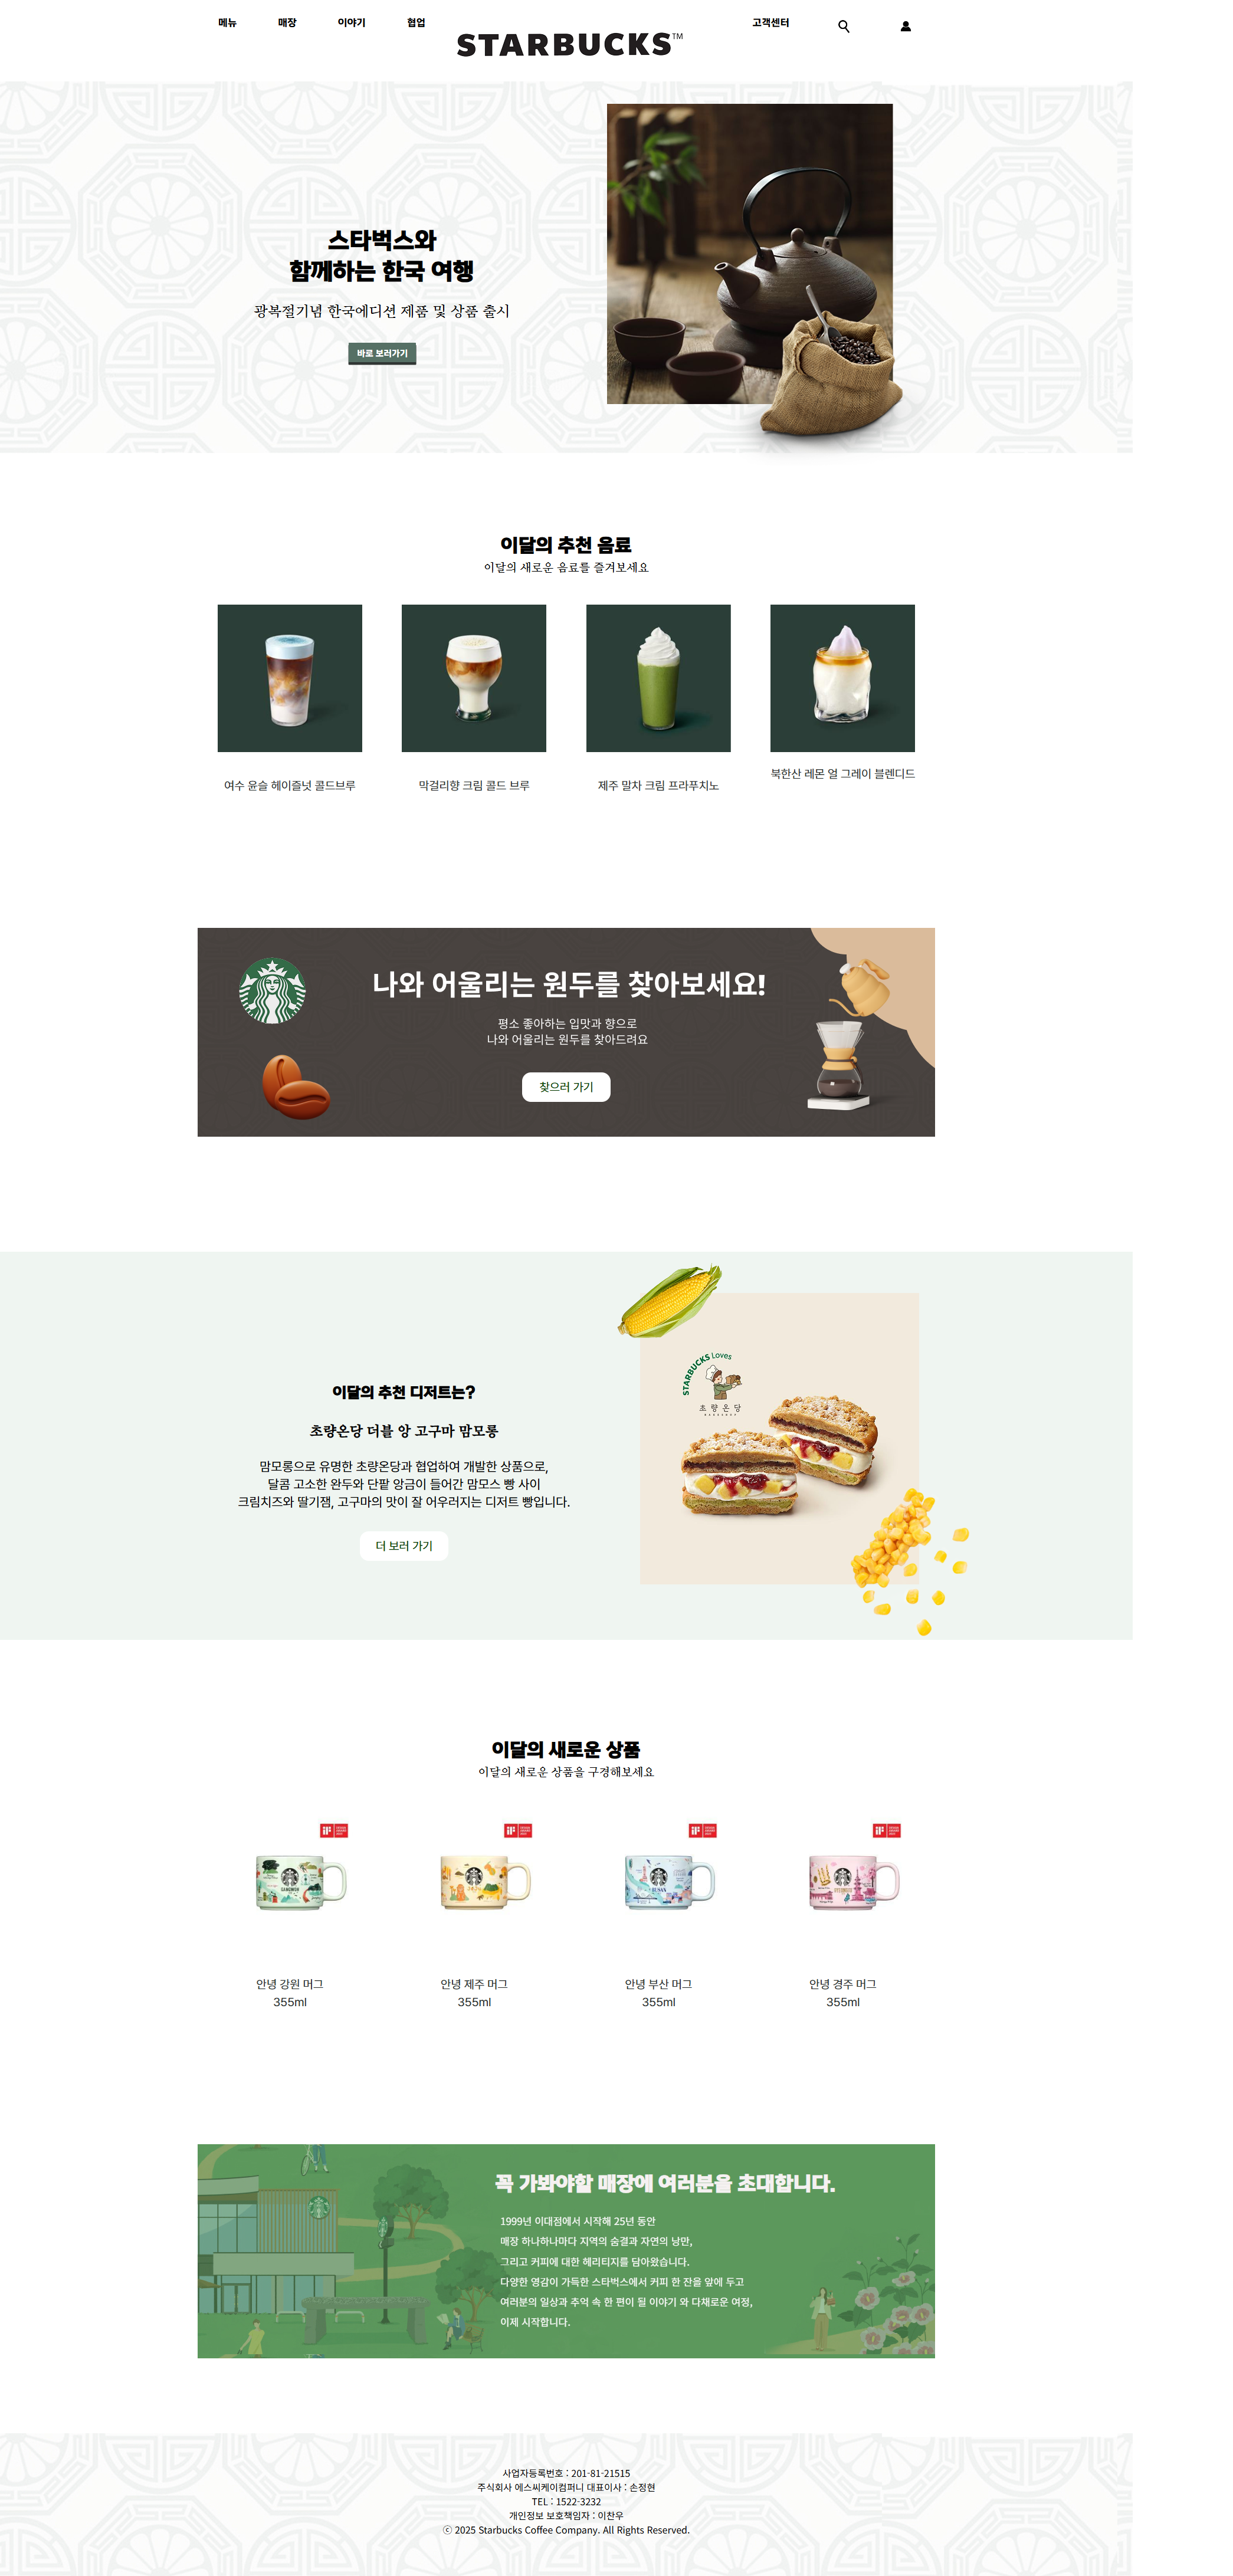 메뉴
매장
이야기
협업
STARBUCKS™
고객센터
스타벅스와
함께하는 한국 여행
광복절기념 한국에디션 제품 및 상품 출시
바로 보러가기
이달의 추천 음료
이달의 새로운 음료를 즐겨보세요
여수 윤슬 헤이즐넛 콜드브루
막걸리향 크림 콜드 브루
제주 말차 크림 프라푸치노
북한산 레몬 얼 그레이 블렌디드
나와 어울리는 원두를 찾아보세요!
평소 좋아하는 입맛과 향으로
나와 어울리는 원두를 찾아드려요
찾으러 가기
STARBUCKS Loves
초량온당
이달의 추천 디저트는?
초량온당 더블 앙 고구마 맘모롱
맘모롱으로 유명한 초량온당과 협업하여 개발한 상품으로,
달콤 고소한 완두와 단팥 앙금이 들어간 맘모스 빵 사이
크림치즈와 딸기잼, 고구마의 맛이 잘 어우러지는 디저트 빵입니다.
더 보러 가기
이달의 새로운 상품
이달의 새로운 상품을 구경해보세요
안녕 강원 머그
355ml
안녕 제주 머그
355ml
안녕 부산 머그
355ml
안녕 경주 머그
355ml
꼭 가봐야할 매장에 여러분을 초대합니다.
1999년 이대점에서 시작해 25년 동안
매장 하나하나마다 지역의 숨결과 자연의 낭만,
그리고 커피에 대한 헤리티지를 담아왔습니다.
다양한 영감이 가득한 스타벅스에서 커피 한 잔을 앞에 두고
여러분의 일상과 추억 속 한 편이 될 이야기 와 다채로운 여정,
이제 시작합니다.
사업자등록번호 : 201-81-21515
주식회사 에스씨케이컴퍼니 대표이사 : 손정현
TEL : 1522-3232
개인정보 보호책임자 : 이찬우
ⓒ 2025 Starbucks Coffee Company. All Rights Reserved.